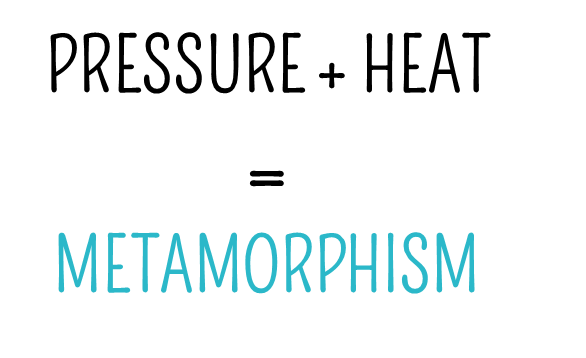 PRESSURE + HEAT
=
METAMORPHISM